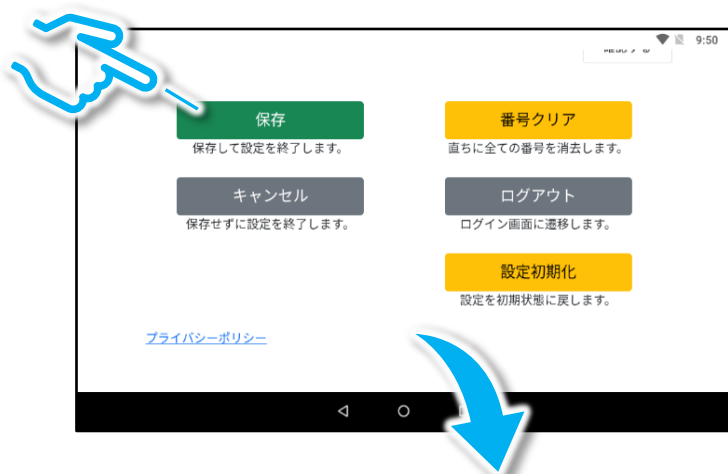 9:50
保存
番号クリア
保存して設定を終了します。
直ちに全ての番号を消去します。
キャンセル
ログアウト
保存せずに設定を終了します。
ログイン画面に遷移します。
設定初期化
設定を初期状態に戻します。
プライバシーポリシー